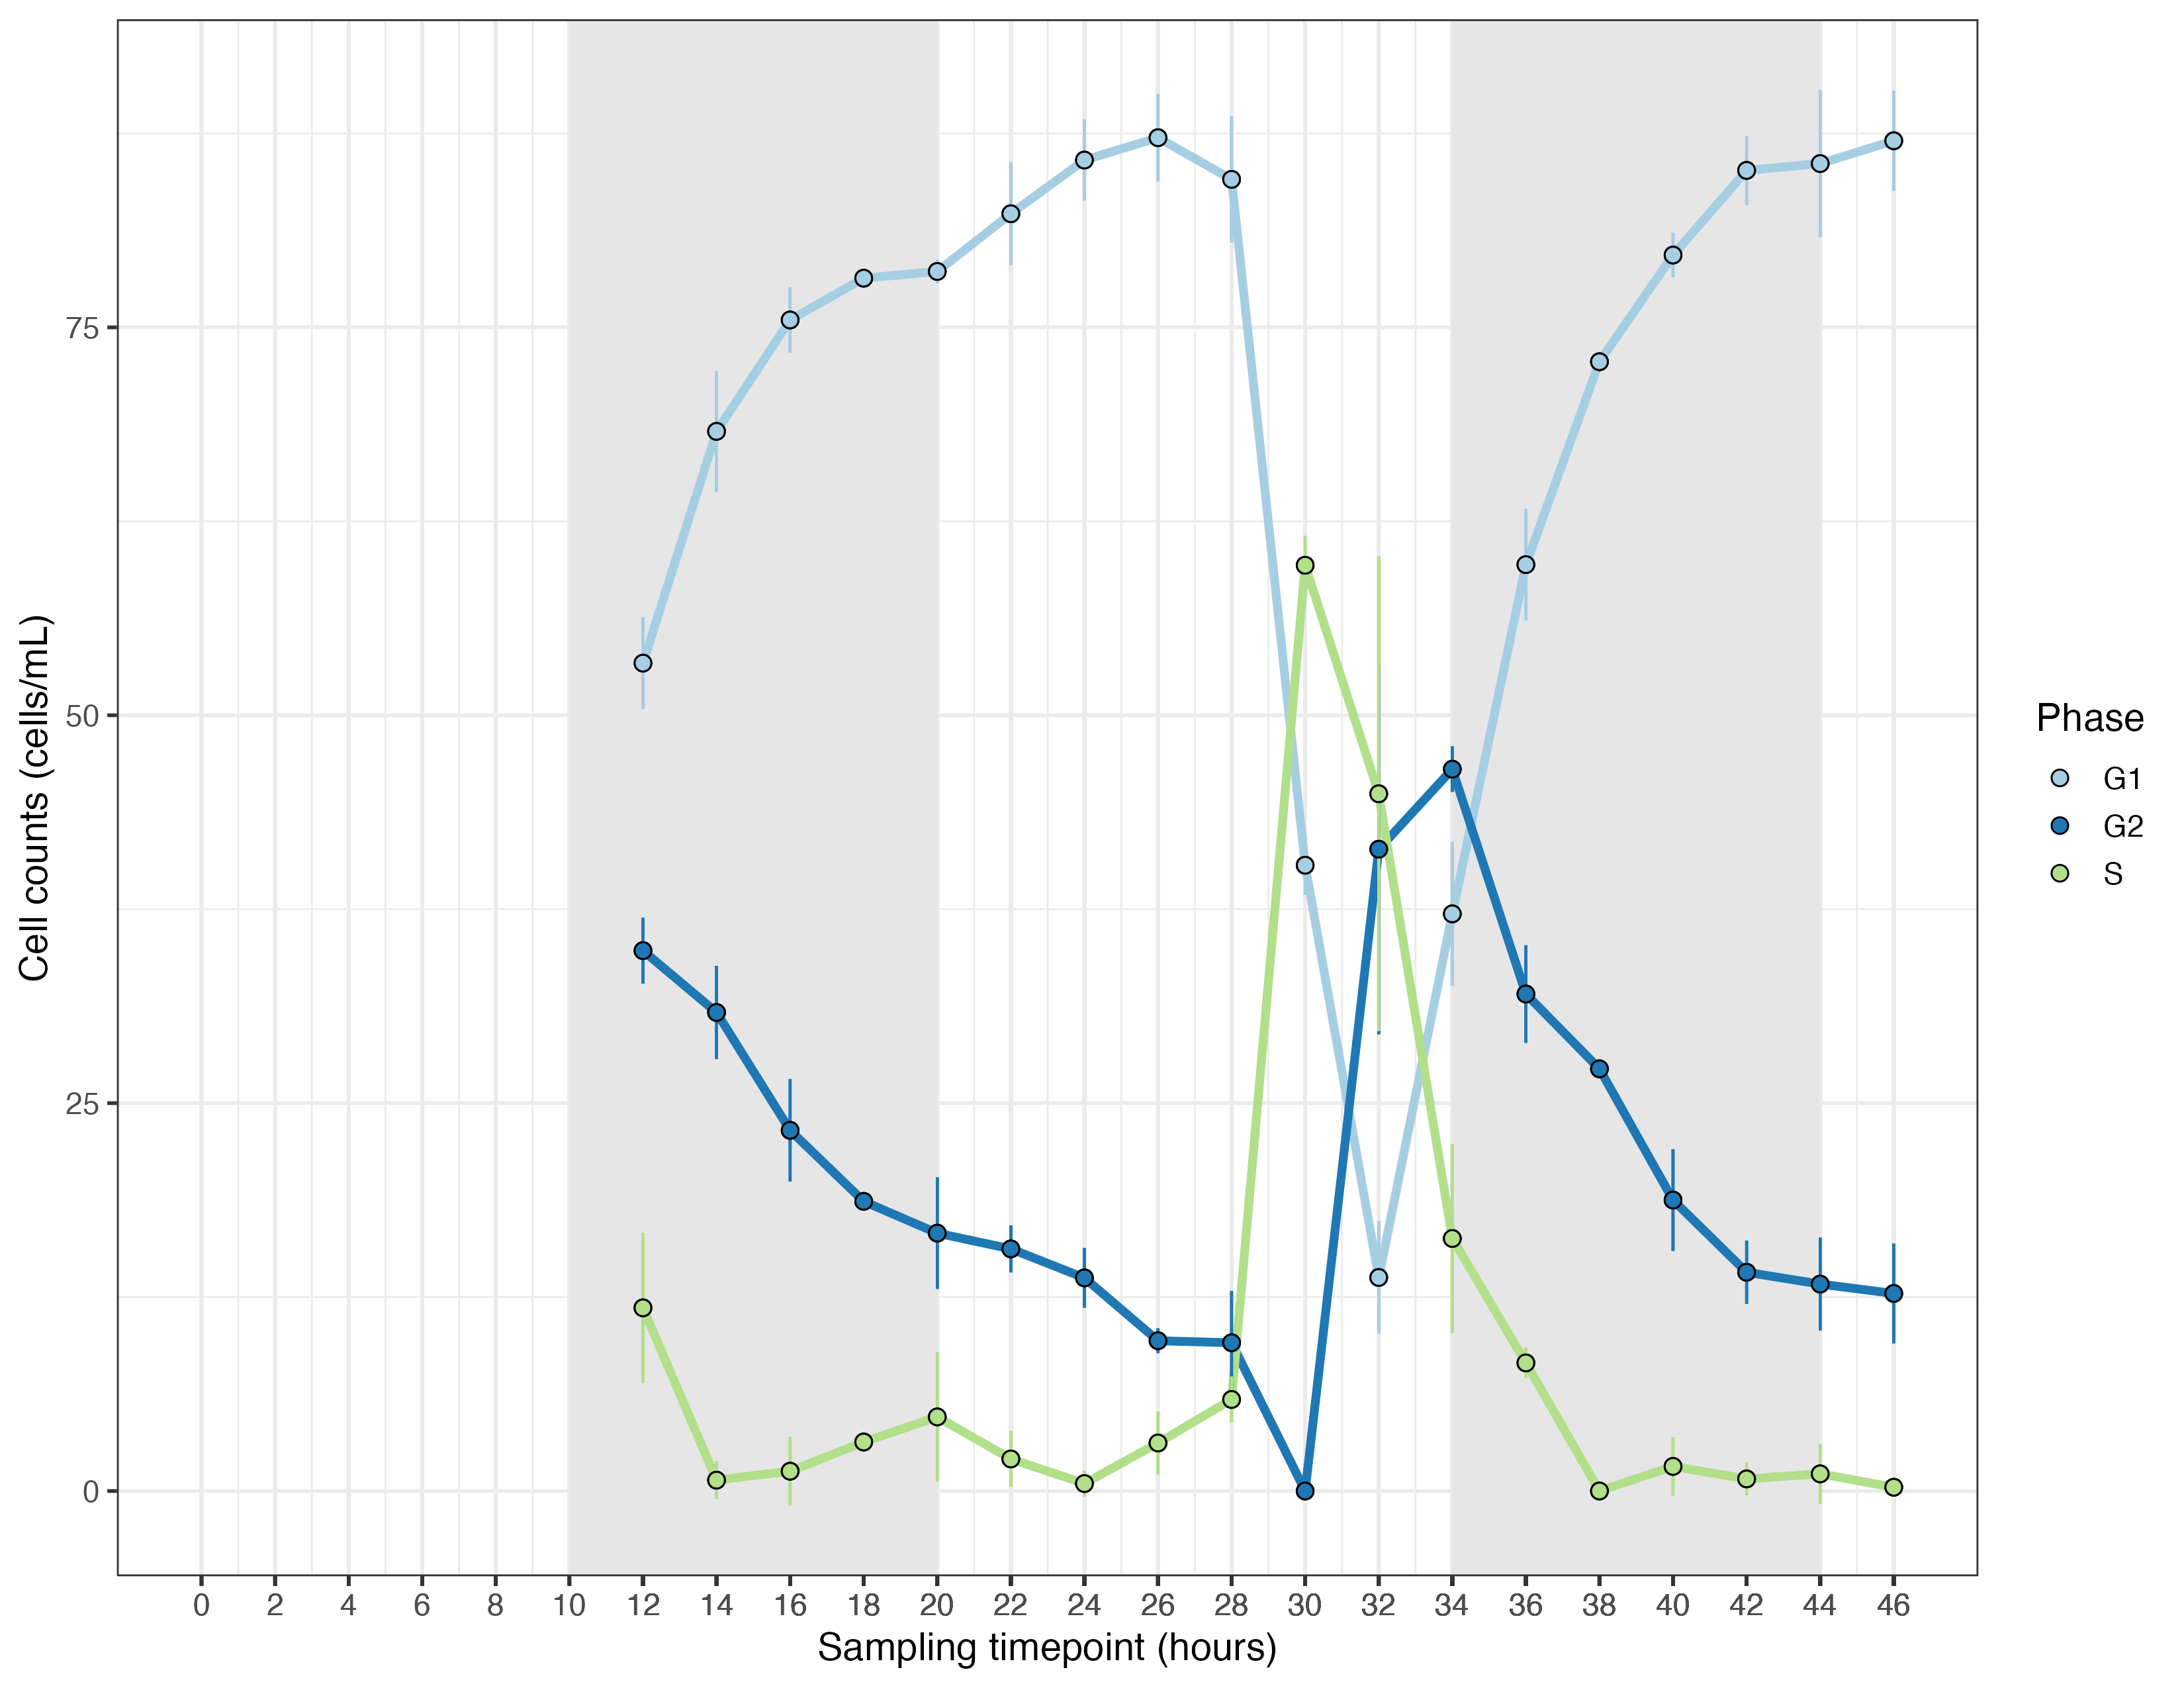 Cell counts (cells/mL)
75
50
25
0
0 2 4 6 8 10 12 14 16 18 20 22 24 26 28 30 32 34 36 38 40 42 44 46
Sampling timepoint (hours)
Phase
G1
G2
S